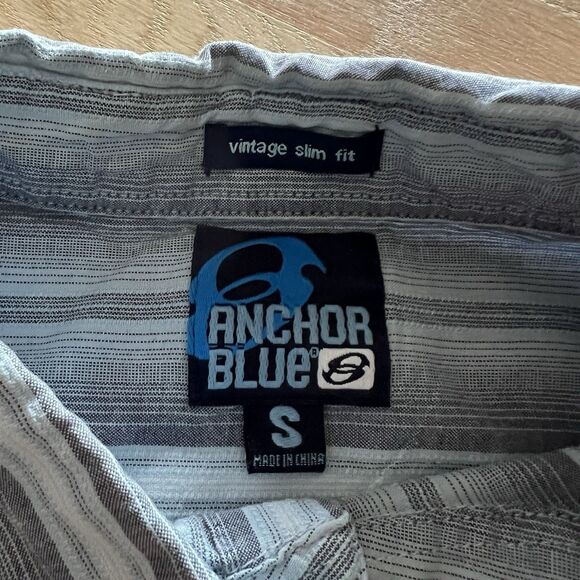 vintage slim fit
ANCHOR
BLUe®
S
MADE IN CHINA